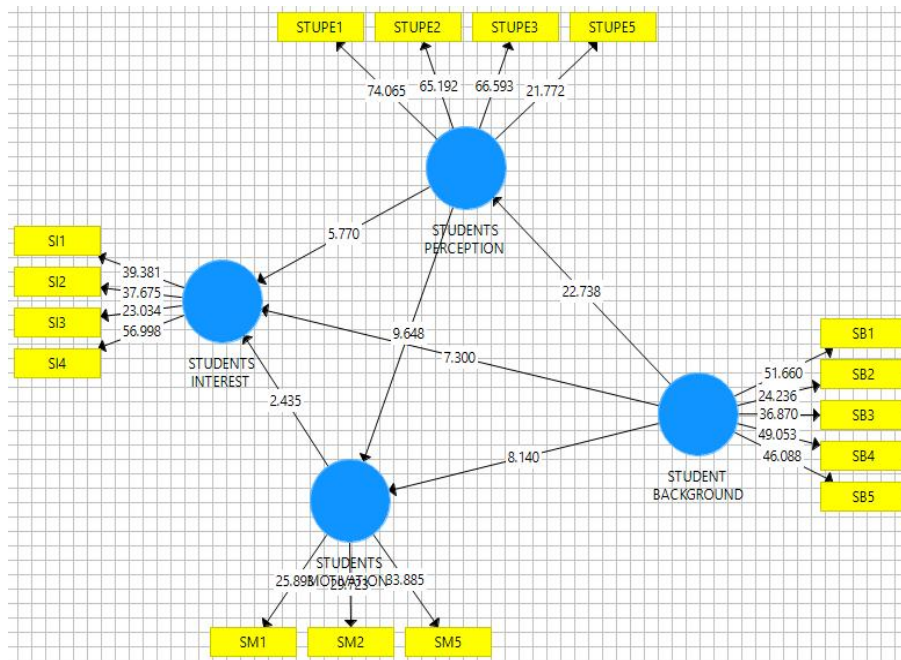 STUPE1 STUPE2 STUPE3 STUPE5
74.065 65.192 66.593 21.772
STUDENTS
PERCEPTION
5.770
22.738
SI1
SI2
SI3
SI4
39.381
37.675
23.034
56.998
STUDENTS
INTEREST
9.648
7.300
2.435
8.140
SB1
SB2
SB3
SB4
SB5
51.660
24.236
36.870
49.053
46.088
STUDENT
BACKGROUND
STUDENTS
MOTIVATION
33.885
SM1 SM2 SM5